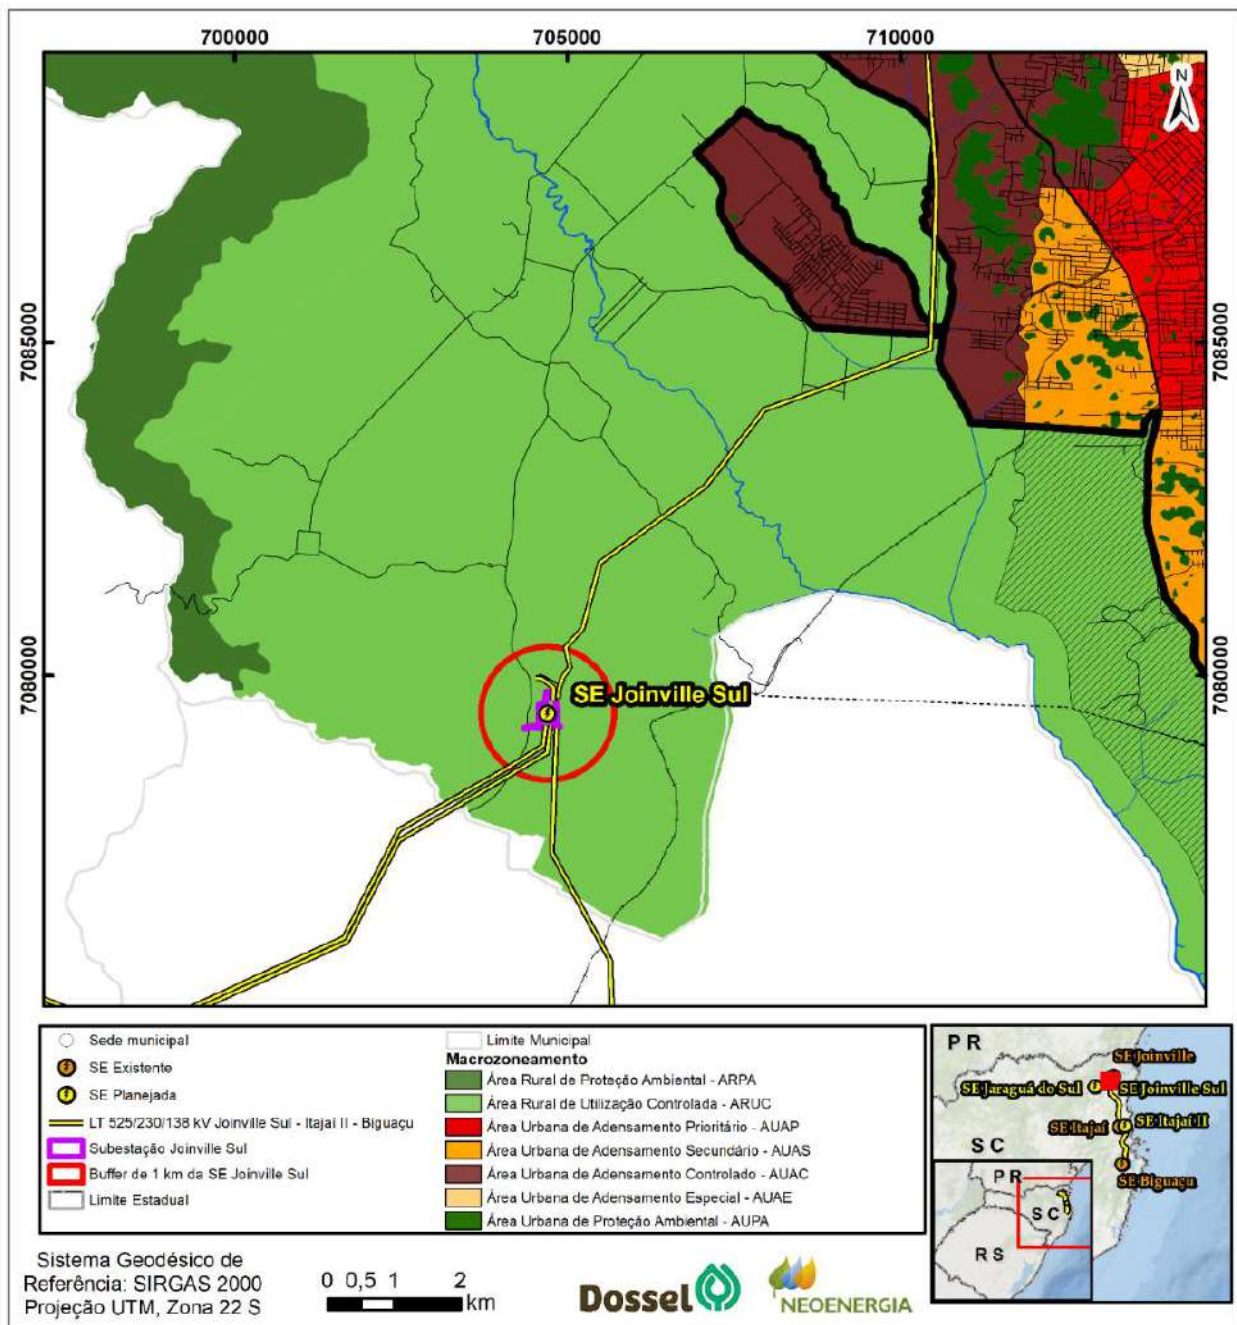 700000 705000 710000
N
7085000 7085000
7080000 7080000
SE Joinville Sul
Sede municipal
SE Existente
SE Planejada
LT 525/230/138 kV Joinville Sul - Itajaí II - Biguaçu
Subestação Joinville Sul
Buffer de 1 km da SE Joinville Sul
Limite Estadual
Limite Municipal
Macrozoneamento
Área Rural de Proteção Ambiental - ARPA
Área Rural de Utilização Controlada - ARUC
Área Urbana de Adensamento Prioritário - AUAP
Área Urbana de Adensamento Secundário - AUAS
Área Urbana de Adensamento Controlado - AUAC
Área Urbana de Adensamento Especial - AUAE
Área Urbana de Proteção Ambiental - AUPA
PR
SE Joinville
SE Jaraguá do Sul SE Joinville Sul
SE Itajaí SE Itajaí II
SC
SE Biguaçu
PR
SC
RS
Sistema Geodésico de
Referência: SIRGAS 2000
Projeção UTM, Zona 22 S
0 0,5 1 2
km
Dossel
NEOENERGIA